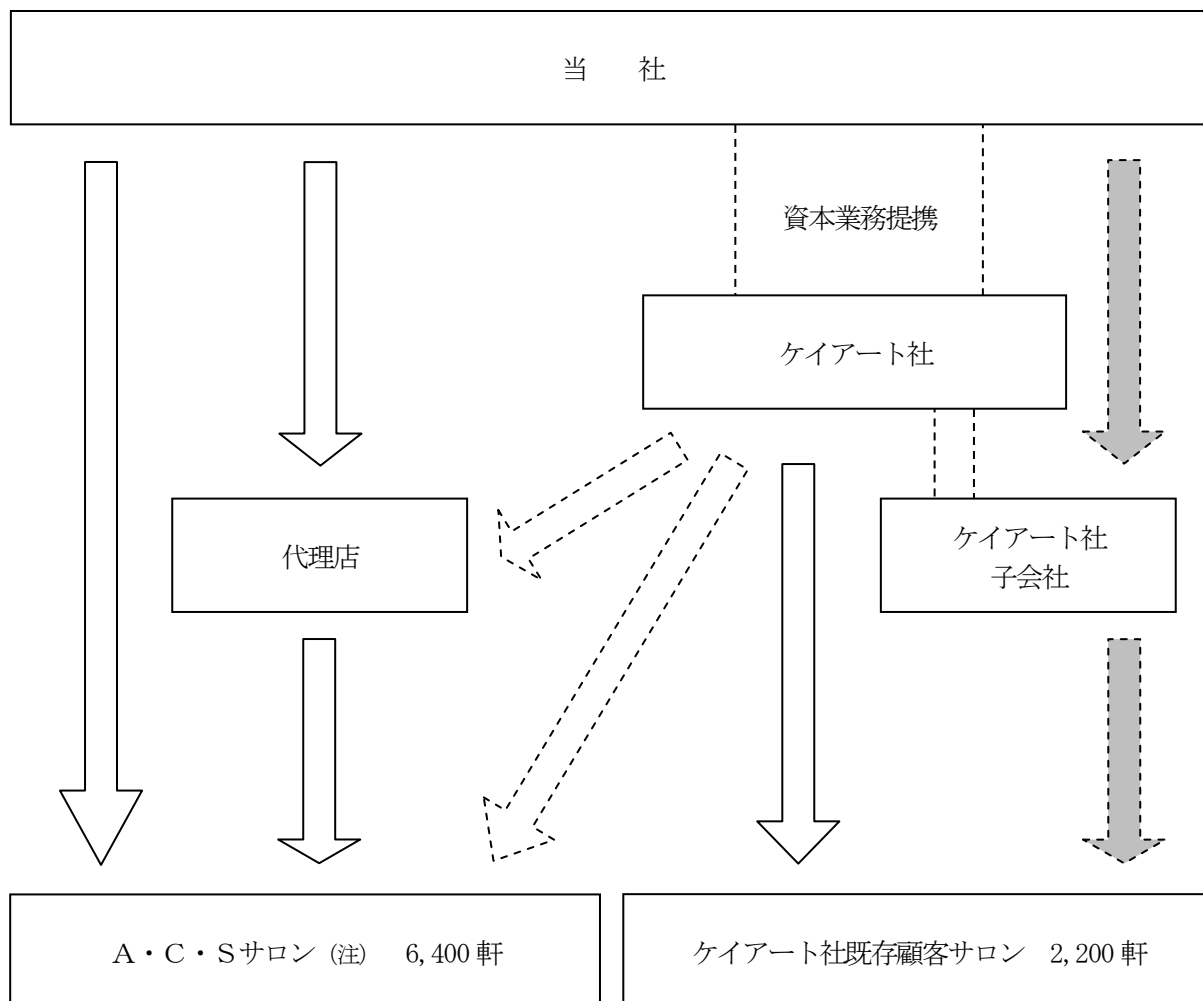 当　社
資本業務提携
ケイアート社
代理店
ケイアート社
子会社
A・C・Sサロン（注）　6,400 軒
ケイアート社既存顧客サロン　2,200 軒